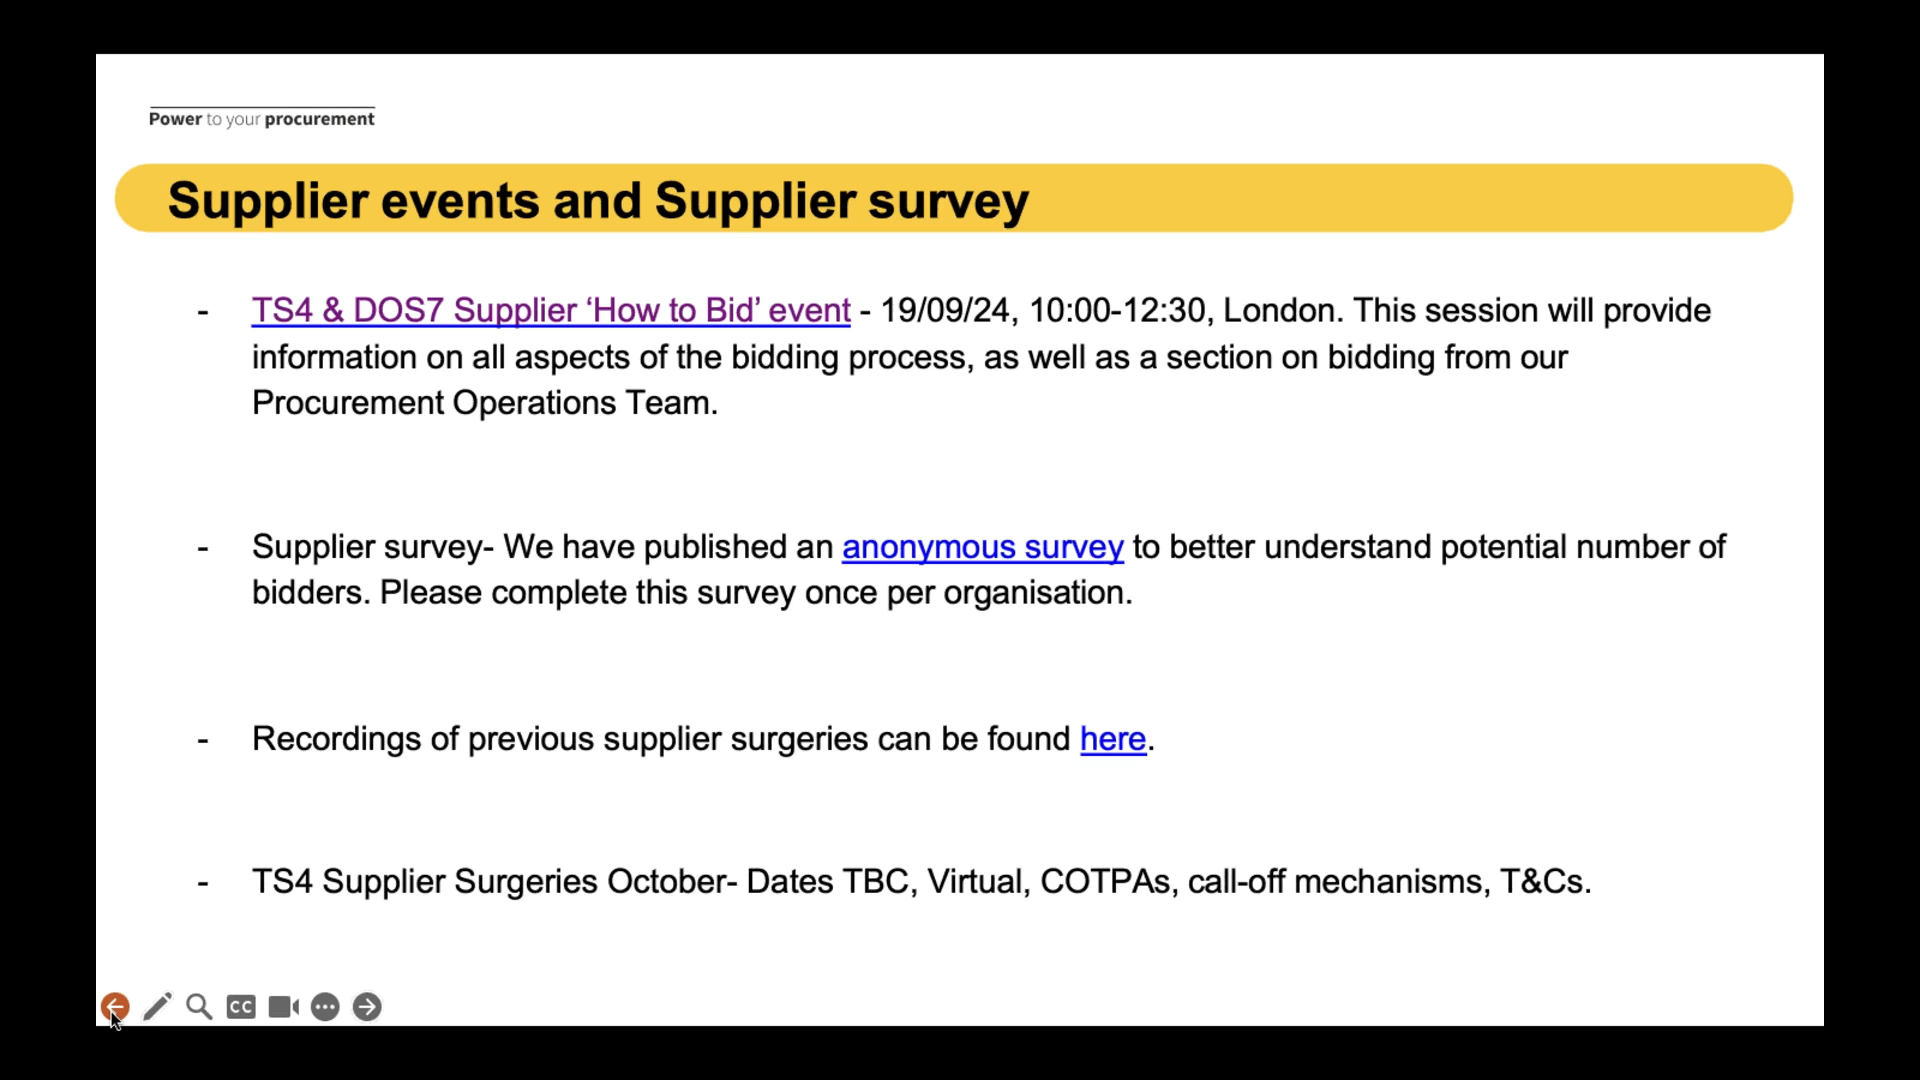 Power to your procurement
Supplier events and Supplier survey
- TS4 & DOS7 Supplier ‘How to Bid’ event - 19/09/24, 10:00-12:30, London. This session will provide
information on all aspects of the bidding process, as well as a section on bidding from our
Procurement Operations Team.
- Supplier survey- We have published an anonymous survey to better understand potential number of
bidders. Please complete this survey once per organisation.
- Recordings of previous supplier surgeries can be found here.
- TS4 Supplier Surgeries October- Dates TBC, Virtual, COTPAs, call-off mechanisms, T&Cs.
CC